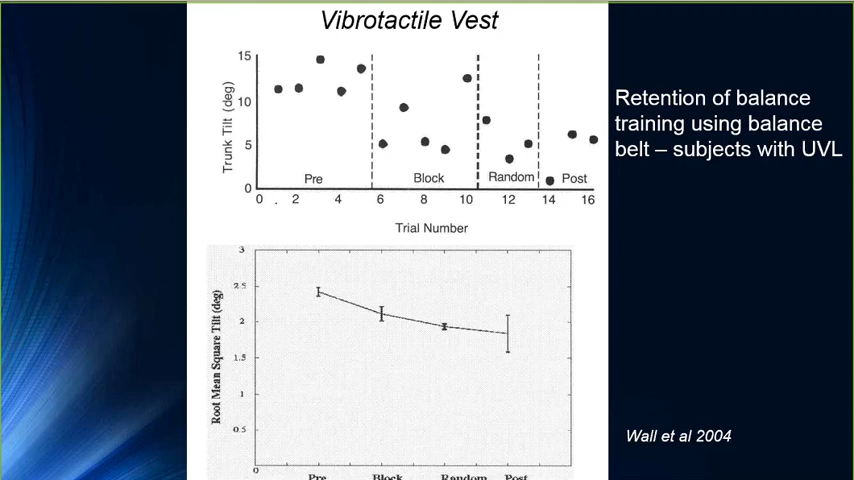 Vibrotactile Vest
15
10
5
0
Trunk Tilt (deg)
Pre
Block
Random
Post
0 . 2 4 6 8 10 12 14 16
Trial Number
3
2 5
2
1.5
1
0.5
0
Root Mean Square Tilt (deg)
Pre Block Random Post
Retention of balance
training using balance
belt – subjects with UVL
Wall et al 2004